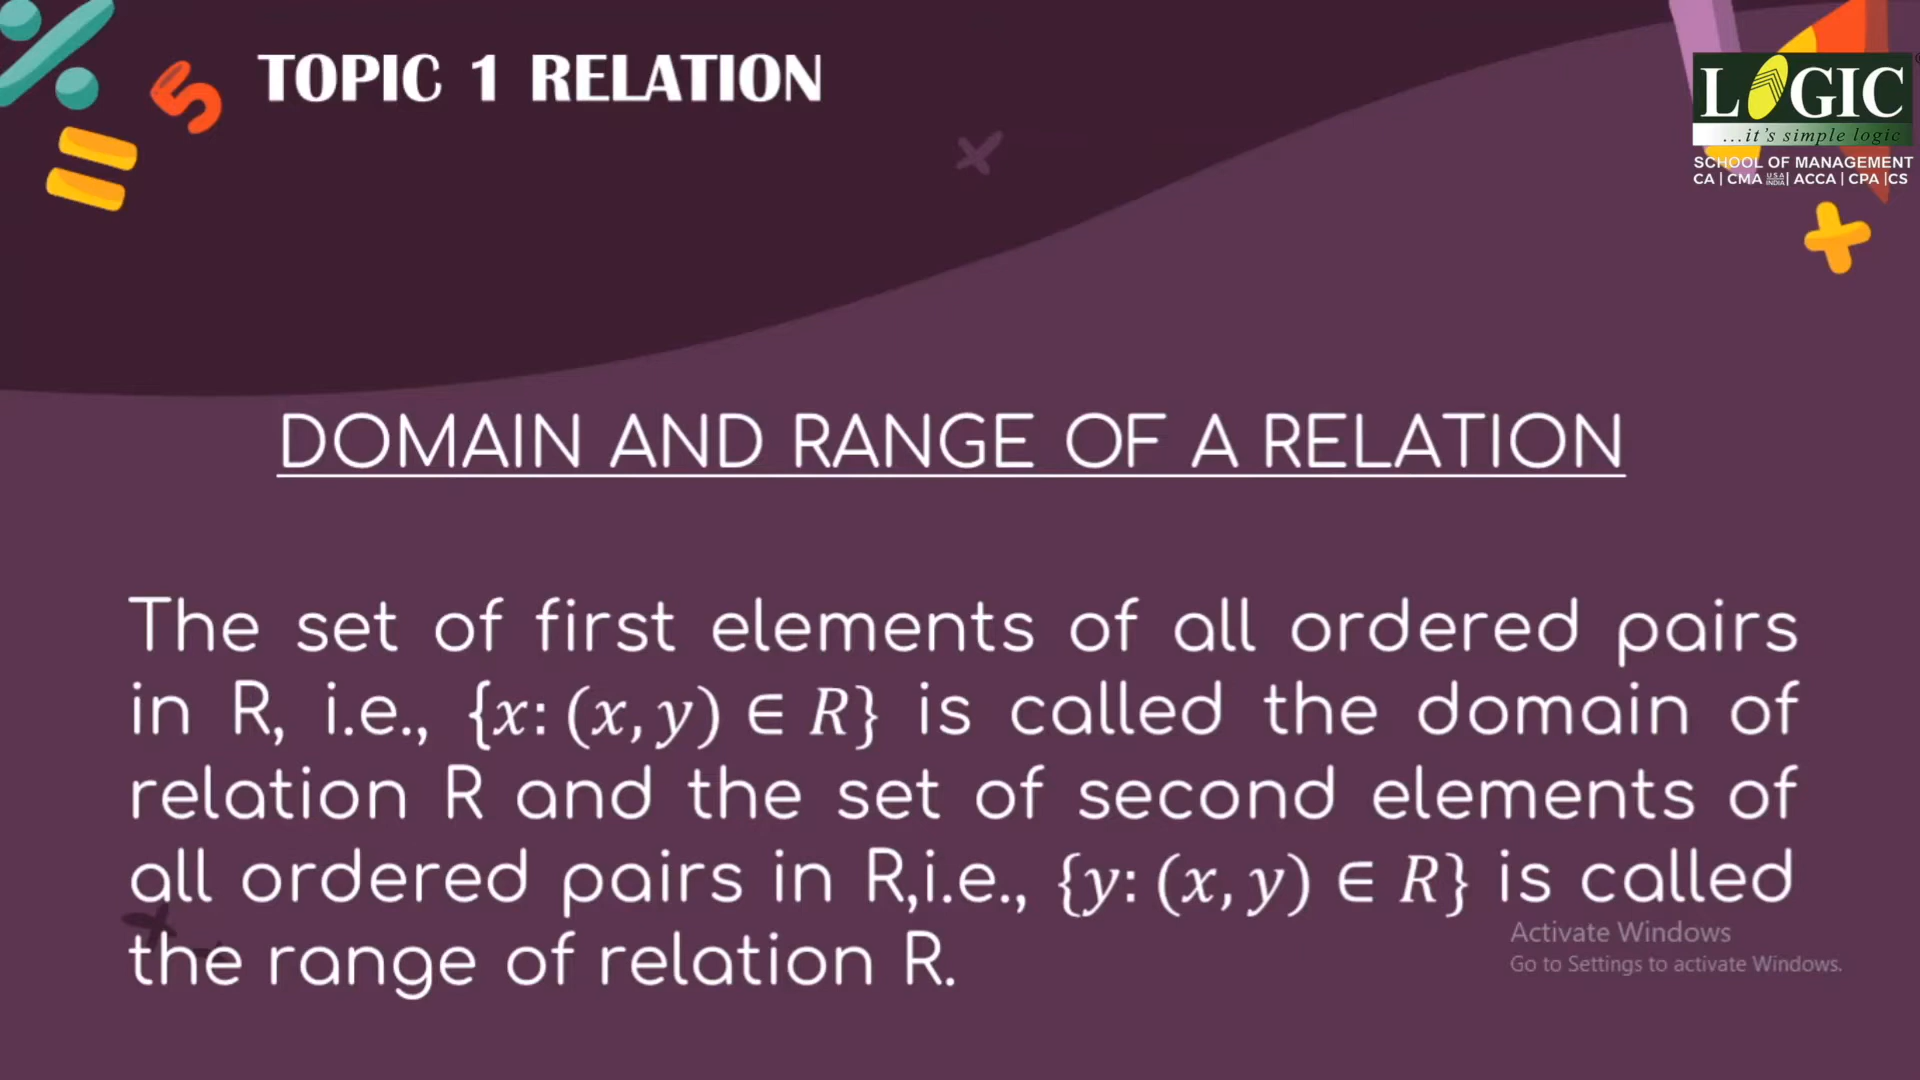 TOPIC 1 RELATION
LOGIC
...it's simple logic
SCHOOL OF MANAGEMENT
CA | CMA USA INDIA | ACCA | CPA |CS
5
DOMAIN AND RANGE OF A RELATION
The set of first elements of all ordered pairs
in R, i.e., {x: (x, y) ∈ R} is called the domain of
relation R and the set of second elements of
all ordered pairs in R,i.e., {y: (x, y) ∈ R} is called
the range of relation R.
Activate Windows
Go to Settings to activate Windows.